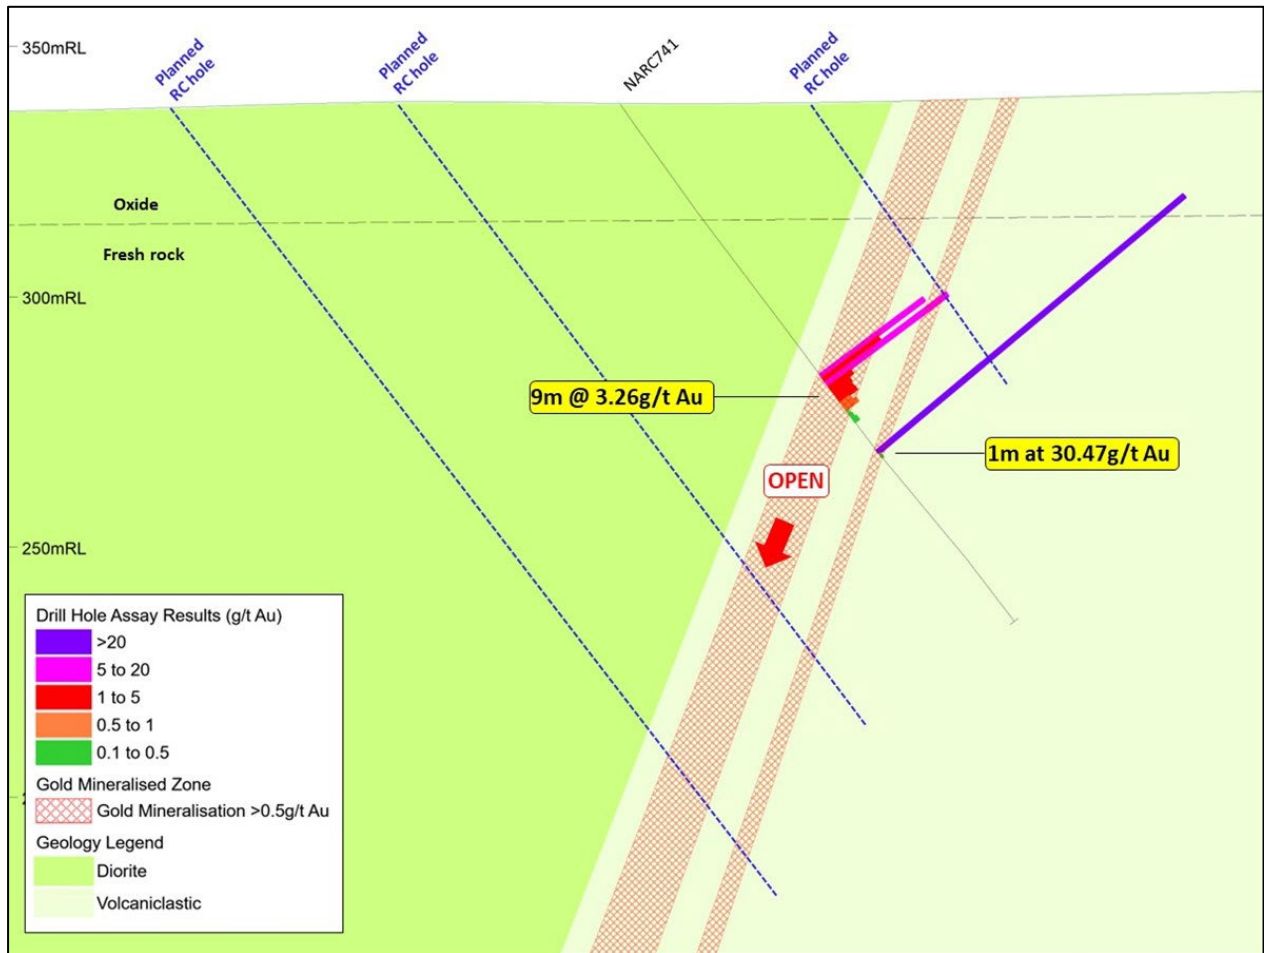 350mRL
Planned
RC hole
Planned
RC hole
NARC741
Planned
RC hole
Oxide
Fresh rock
300mRL
9m @ 3.26g/t Au
1m at 30.47g/t Au
OPEN
250mRL
Drill Hole Assay Results (g/t Au)
>20
5 to 20
1 to 5
0.5 to 1
0.1 to 0.5
Gold Mineralised Zone
Gold Mineralisation >0.5g/t Au
Geology Legend
Diorite
Volcaniclastic